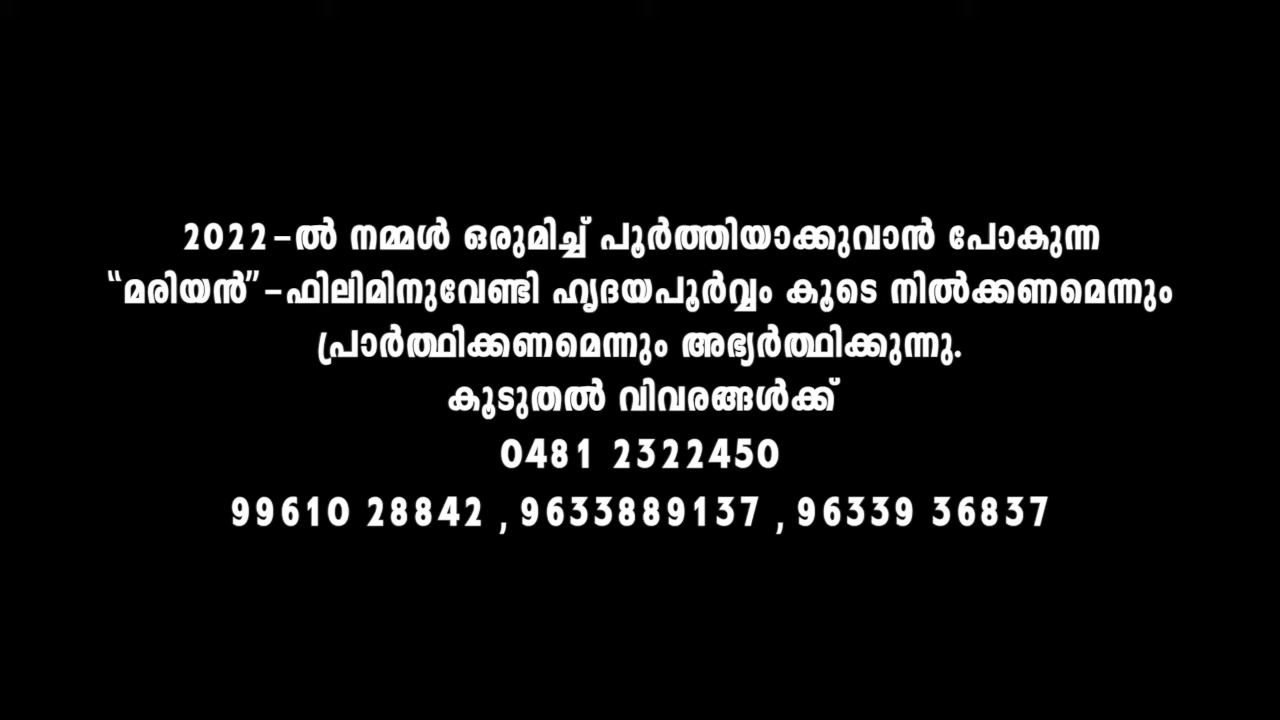 2022-ൽ നമ്മൾ ഒരുമിച്ച് പൂർത്തിയാക്കുവാൻ പോകുന്ന
“മരിയൻ”-ഫിലിമിനുവേണ്ടി ഹൃദയപൂർവ്വം കൂടെ നിൽക്കണമെന്നും
പ്രാർത്ഥിക്കണമെന്നും അഭ്യർത്ഥിക്കുന്നു.
കൂടുതൽ വിവരങ്ങൾക്ക്
0481 2322450
99610 28842 , 9633889137 , 96339 36837